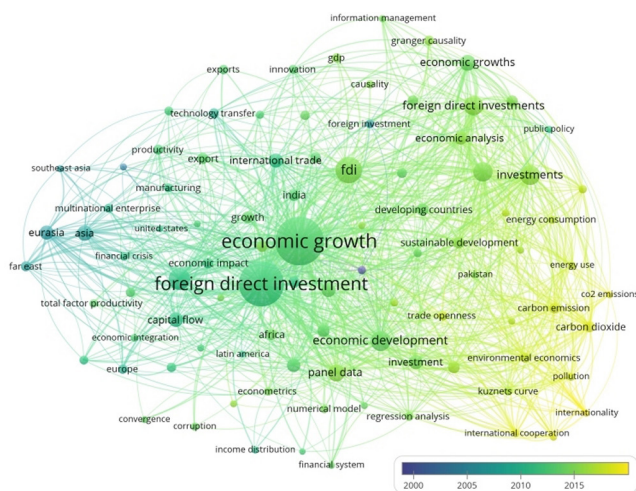 information management
granger causality
economic growths
gdp
exports
innovation
causality
foreign direct investments
technology transfer
foreign investment
public policy
economic analysis
productivity
export
international trade
fdi
investments
southeast asia
manufacturing
india
multinational enterprise
growth
developing countries
energy consumption
united states
eurasia
asia
economic growth
sustainable development
financial crisis
economic impact
far east
energy use
pakistan
foreign direct investment
co2 emissions
total factor productivity
carbon emission
trade openness
capital flow
carbon dioxide
africa
economic integration
economic development
latin america
environmental economics
europe
investment
panel data
pollution
econometrics
kuznets curve
numerical model
internationality
regression analysis
convergence
corruption
international cooperation
income distribution
financial system
2000 2005 2010 2015